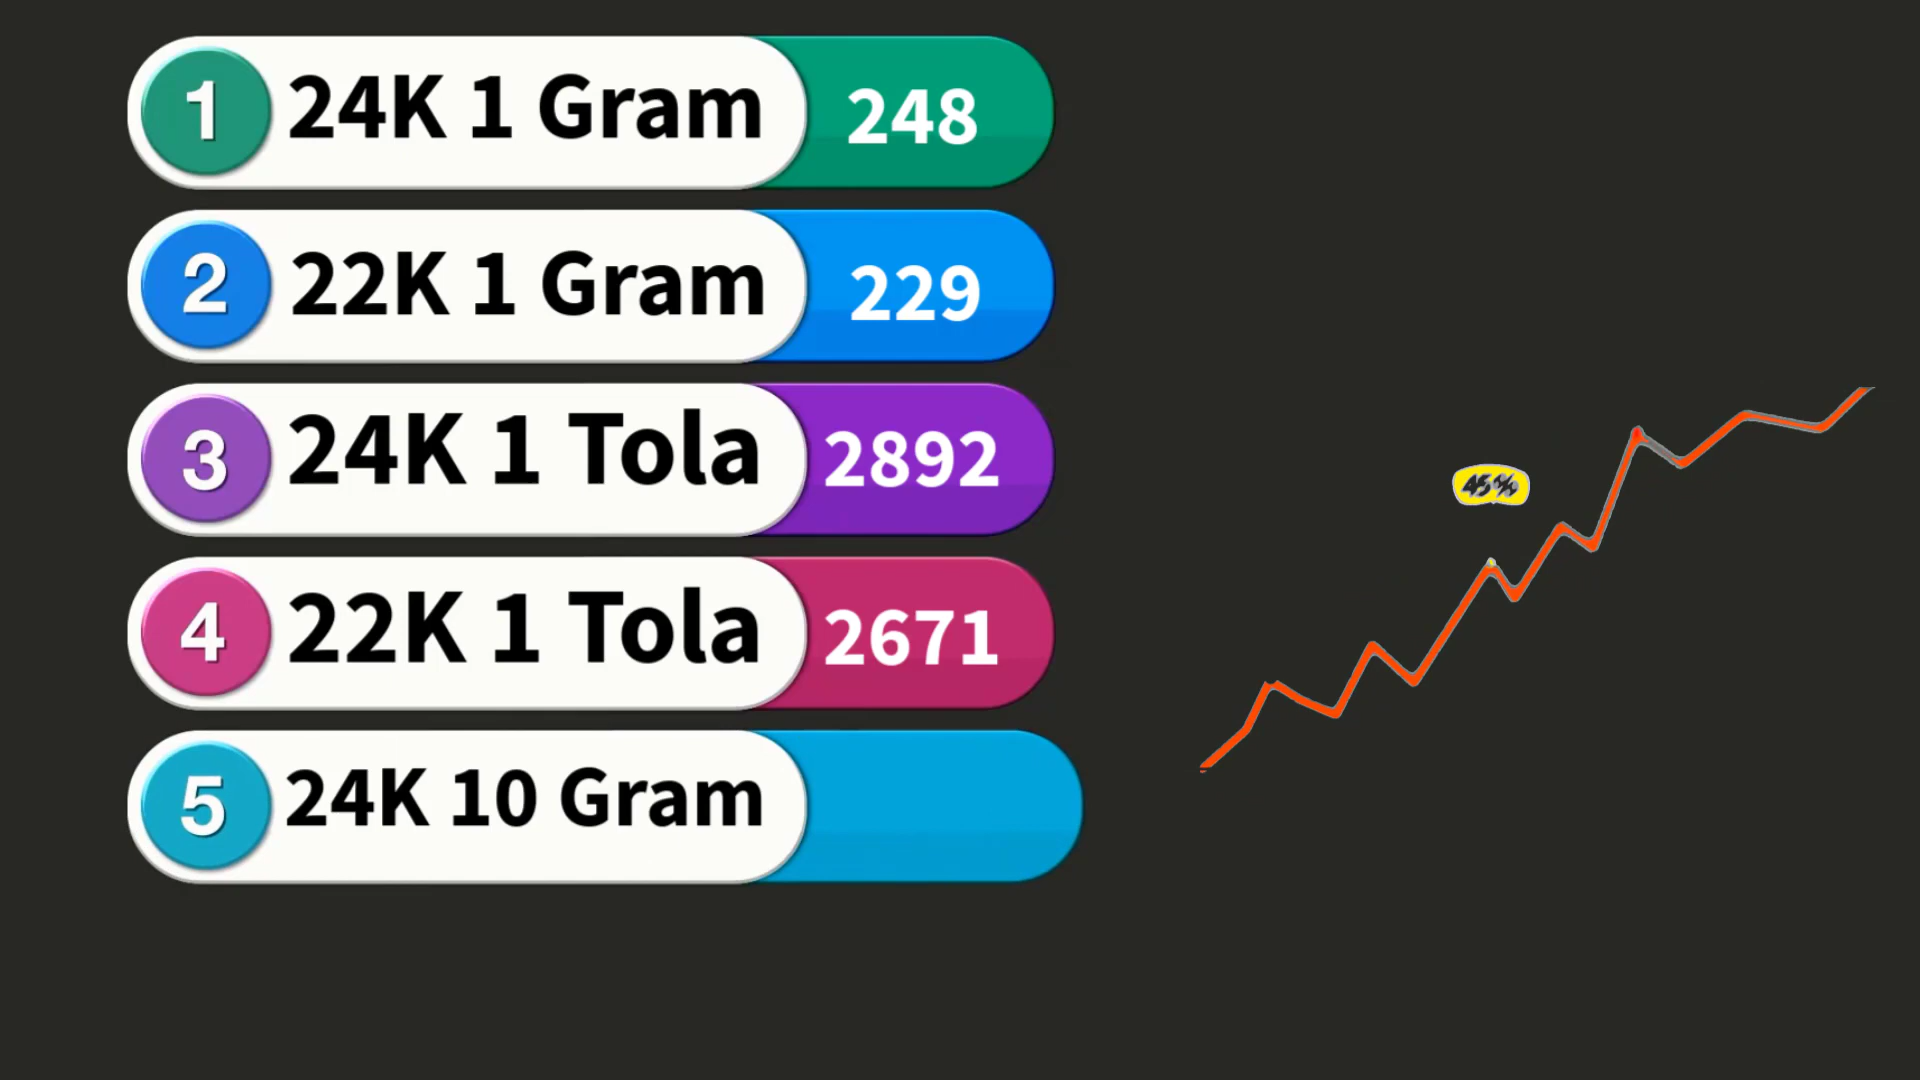 1 24K 1 Gram 248
2 22K 1 Gram 229
3 24K 1 Tola 2892
4 22K 1 Tola 2671
5 24K 10 Gram
45%